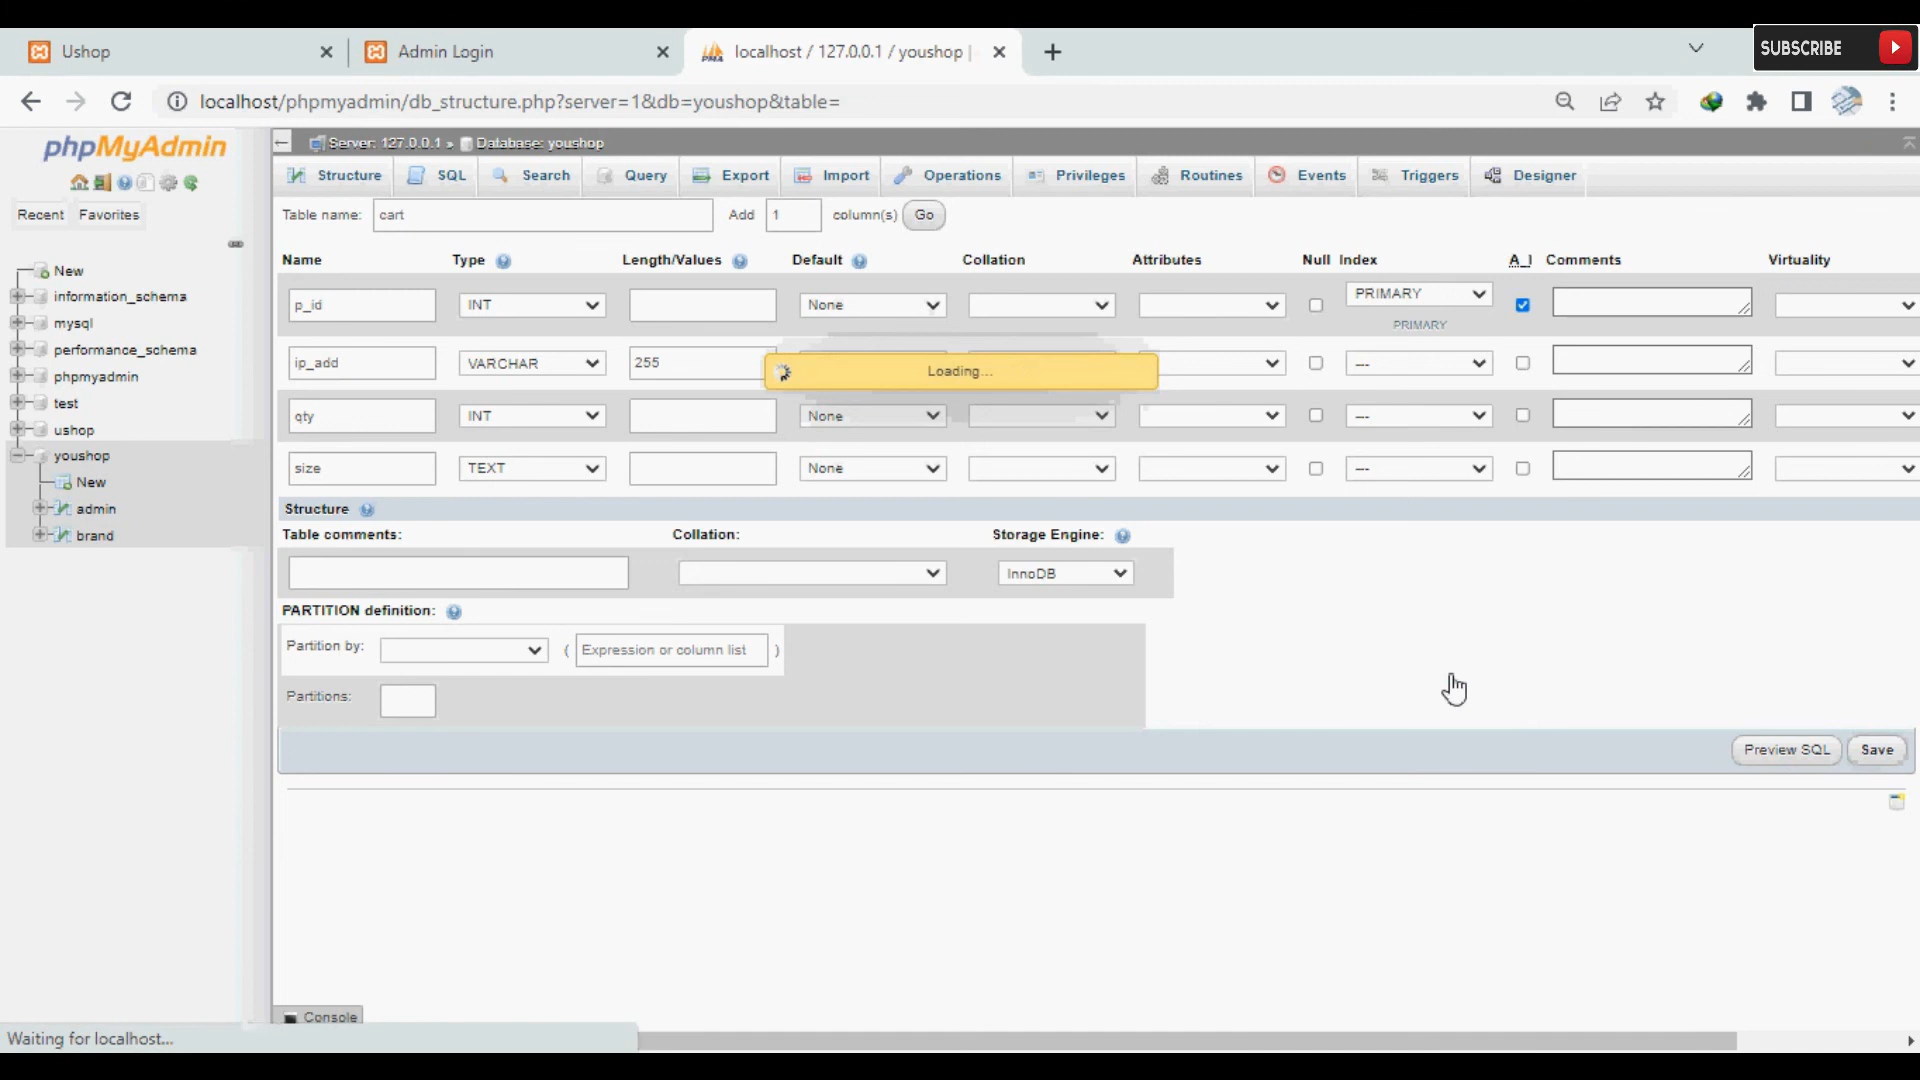 Ushop
Admin Login
localhost / 127.0.0.1 / youshop |
SUBSCRIBE
localhost/phpmyadmin/db_structure.php?server=1&db=youshop&table=
phpMyAdmin
Recent Favorites
New
information_schema
mysql
performance_schema
phpmyadmin
test
ushop
youshop
New
admin
brand
Server: 127.0.0.1 » Database: youshop
Structure SQL Search Query Export Import Operations Privileges Routines Events Triggers Designer
Table name: cart Add 1 column(s) Go
Name Type Length/Values Default Collation Attributes Null Index A_I Comments Virtuality
p_id INT None PRIMARY
PRIMARY
ip_add VARCHAR 255 ---
Loading...
qty INT None ---
size TEXT None ---
Structure
Table comments: Collation: Storage Engine:
InnoDB
PARTITION definition:
Partition by: ( Expression or column list )
Partitions:
Preview SQL Save
Console
Waiting for localhost...